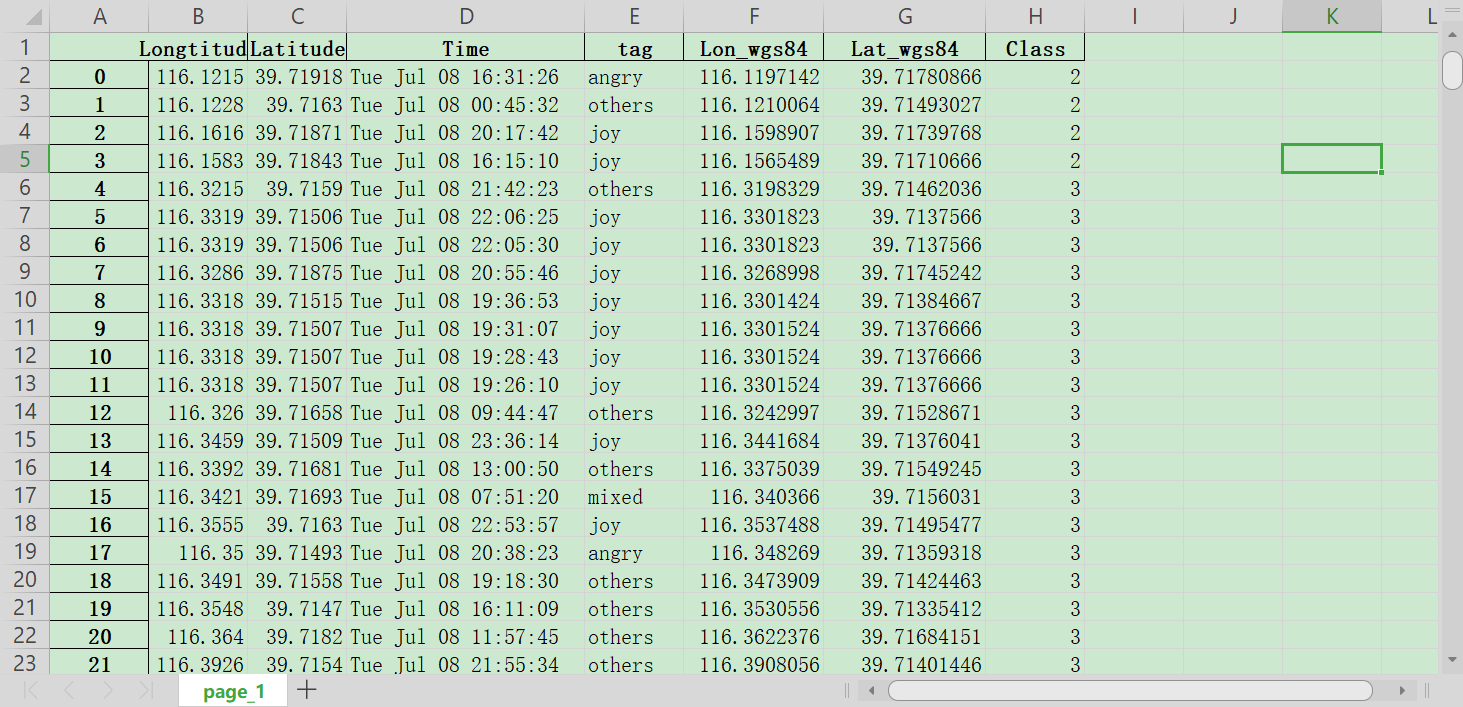 A B C D E F G H I J K L
1 Longtitud Latitude Time tag Lon_wgs84 Lat_wgs84 Class
2 0 116.1215 39.71918 Tue Jul 08 16:31:26 angry 116.1197142 39.71780866 2
3 1 116.1228 39.7163 Tue Jul 08 00:45:32 others 116.1210064 39.71493027 2
4 2 116.1616 39.71871 Tue Jul 08 20:17:42 joy 116.1598907 39.71739768 2
5 3 116.1583 39.71843 Tue Jul 08 16:15:10 joy 116.1565489 39.71710666 2
6 4 116.3215 39.7159 Tue Jul 08 21:42:23 others 116.3198329 39.71462036 3
7 5 116.3319 39.71506 Tue Jul 08 22:06:25 joy 116.3301823 39.7137566 3
8 6 116.3319 39.71506 Tue Jul 08 22:05:30 joy 116.3301823 39.7137566 3
9 7 116.3286 39.71875 Tue Jul 08 20:55:46 joy 116.3268998 39.71745242 3
10 8 116.3318 39.71515 Tue Jul 08 19:36:53 joy 116.3301424 39.71384667 3
11 9 116.3318 39.71507 Tue Jul 08 19:31:07 joy 116.3301524 39.71376666 3
12 10 116.3318 39.71507 Tue Jul 08 19:28:43 joy 116.3301524 39.71376666 3
13 11 116.3318 39.71507 Tue Jul 08 19:26:10 joy 116.3301524 39.71376666 3
14 12 116.326 39.71658 Tue Jul 08 09:44:47 others 116.3242997 39.71528671 3
15 13 116.3459 39.71509 Tue Jul 08 23:36:14 joy 116.3441684 39.71376041 3
16 14 116.3392 39.71681 Tue Jul 08 13:00:50 others 116.3375039 39.71549245 3
17 15 116.3421 39.71693 Tue Jul 08 07:51:20 mixed 116.340366 39.7156031 3
18 16 116.3555 39.7163 Tue Jul 08 22:53:57 joy 116.3537488 39.71495477 3
19 17 116.35 39.71493 Tue Jul 08 20:38:23 angry 116.348269 39.71359318 3
20 18 116.3491 39.71558 Tue Jul 08 19:18:30 others 116.3473909 39.71424463 3
21 19 116.3548 39.7147 Tue Jul 08 16:11:09 others 116.3530556 39.71335412 3
22 20 116.364 39.7182 Tue Jul 08 11:57:45 others 116.3622376 39.71684151 3
23 21 116.3926 39.7154 Tue Jul 08 21:55:34 others 116.3908056 39.71401446 3
page_1